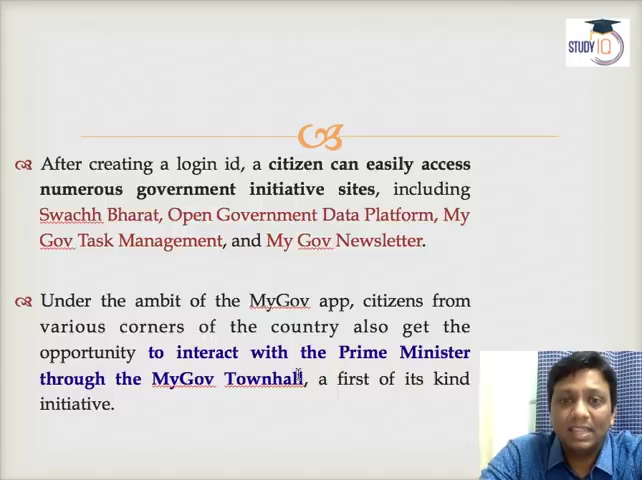 STUDY IQ
After creating a login id, a citizen can easily access
numerous government initiative sites, including
Swachh Bharat, Open Government Data Platform, My
Gov Task Management, and My Gov Newsletter.
Under the ambit of the MyGov app, citizens from
various corners of the country also get the
opportunity to interact with the Prime Minister
through the MyGov Townhall, a first of its kind
initiative.